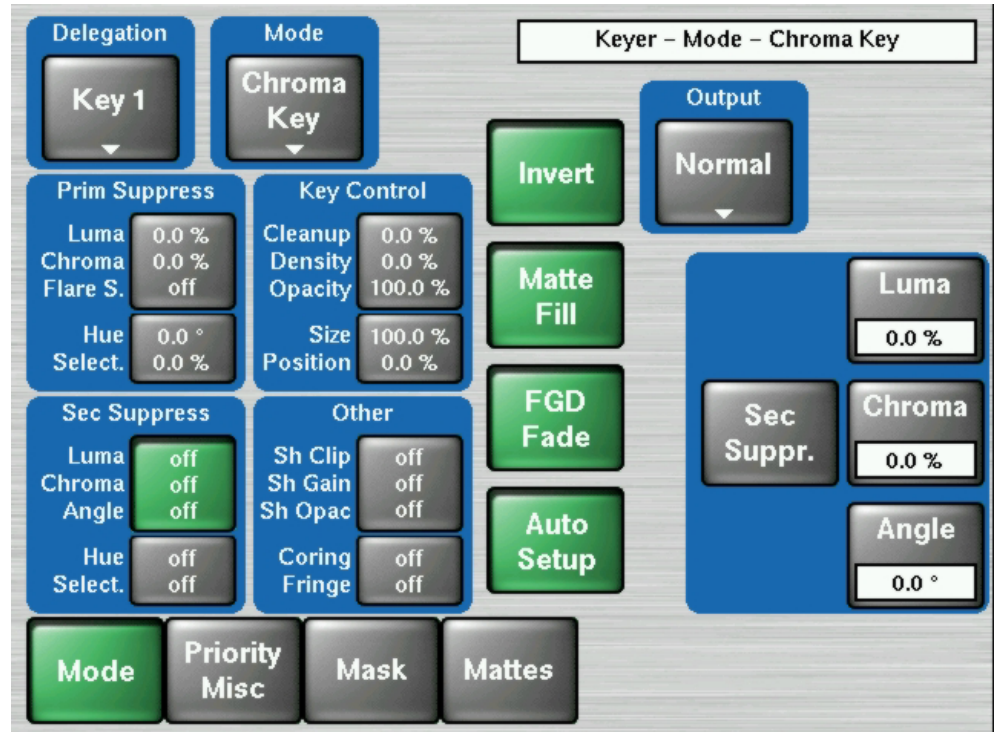 Delegation
Mode
Keyer – Mode – Chroma Key
Key 1
Chroma
Key
Output
Normal
Invert
Prim Suppress
Luma 0.0 %
Chroma 0.0 %
Flare S. off
Hue 0.0 °
Select. 0.0 %
Key Control
Cleanup 0.0 %
Density 0.0 %
Opacity 100.0 %
Size 100.0 %
Position 0.0 %
Matte
Fill
FGD
Fade
Auto
Setup
Sec
Suppr.
Luma
0.0 %
Chroma
0.0 %
Angle
0.0 °
Sec Suppress
Luma off
Chroma off
Angle off
Hue off
Select. off
Other
Sh Clip off
Sh Gain off
Sh Opac off
Coring off
Fringe off
Mode
Priority
Misc
Mask
Mattes